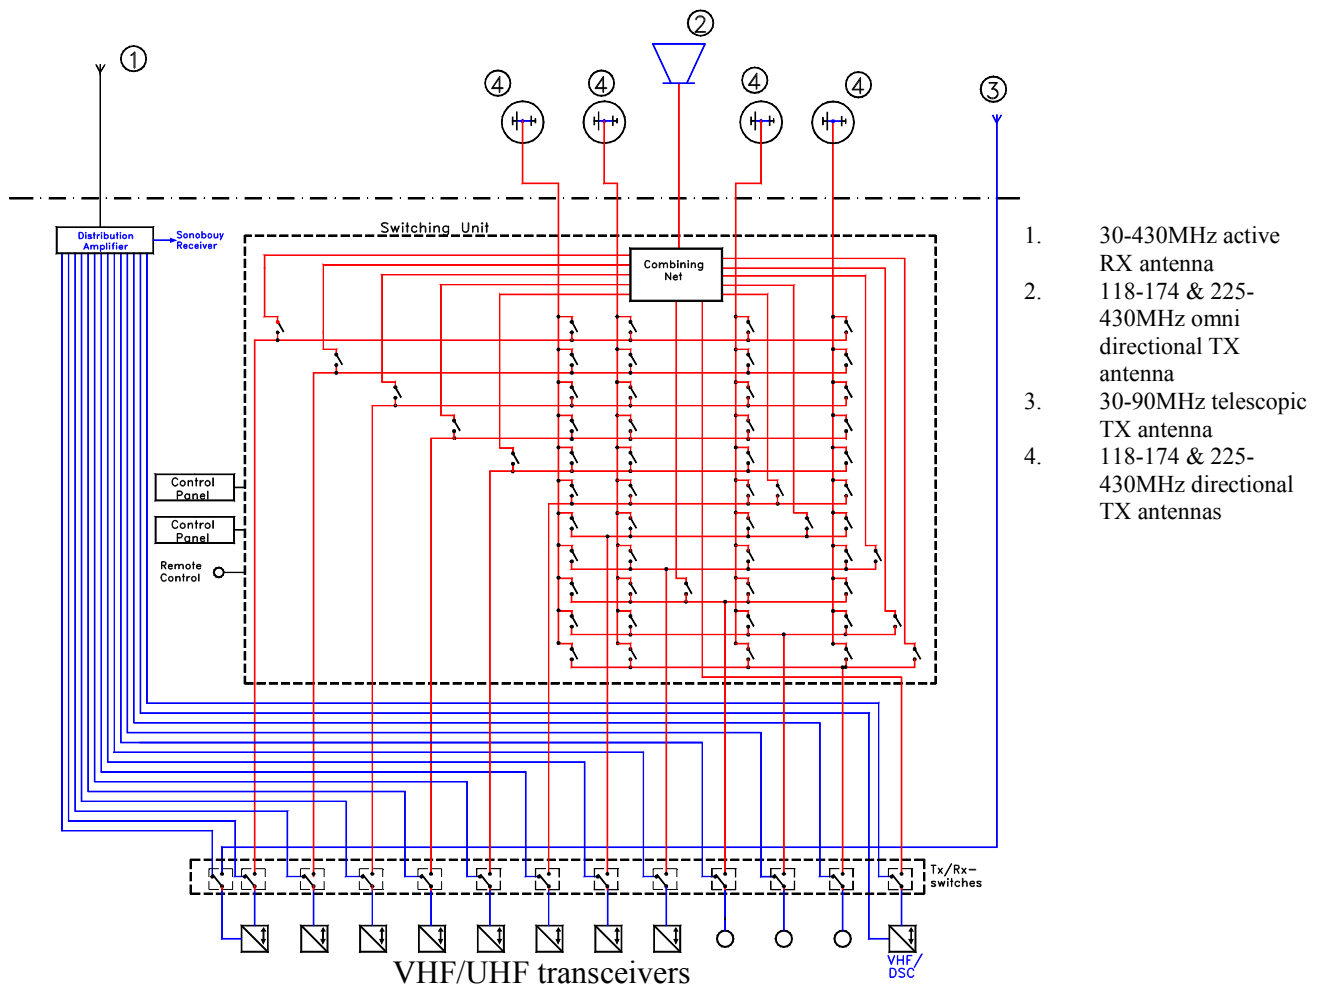 2
1
4
4
4
4
3
Switching Unit
Distribution
Amplifier
Sonobouy
Receiver
Combining
Net
1. 30-430MHz active
RX antenna
2. 118-174 & 225-
430MHz omni
directional TX
antenna
3. 30-90MHz telescopic
TX antenna
4. 118-174 & 225-
430MHz directional
TX antennas
Control
Panel
Control
Panel
Remote
Control
Tx/Rx-
switches
VHF/
DSC
VHF/UHF transceivers